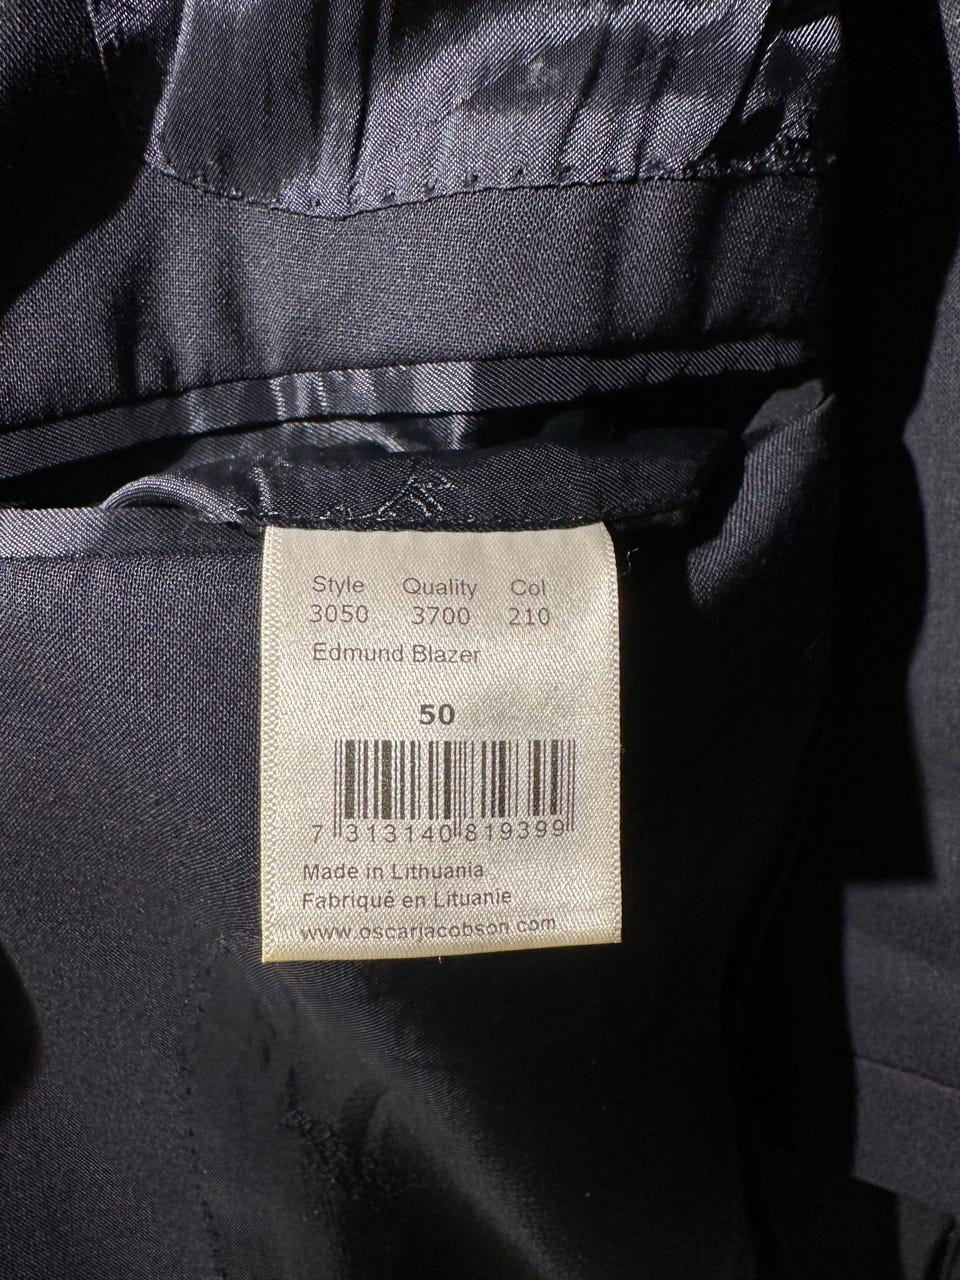 Style Quality Col
3050 3700 210
Edmund Blazer
50
7 313140 819399
Made in Lithuania
Fabriqué en Lituanie
www.oscarjacobson.com